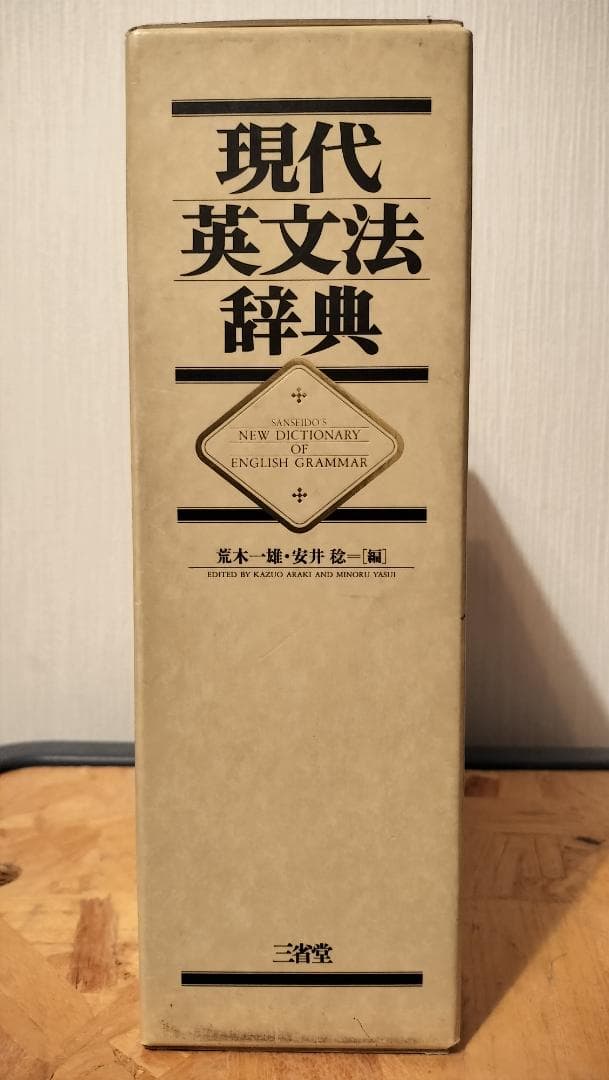 現代
英文法
辞典
SANSEIDO'S
NEW DICTIONARY
OF
ENGLISH GRAMMAR
荒木一雄・安井 稔＝［編］
EDITED BY KAZUO ARAKI AND MINORU YASUI
三省堂